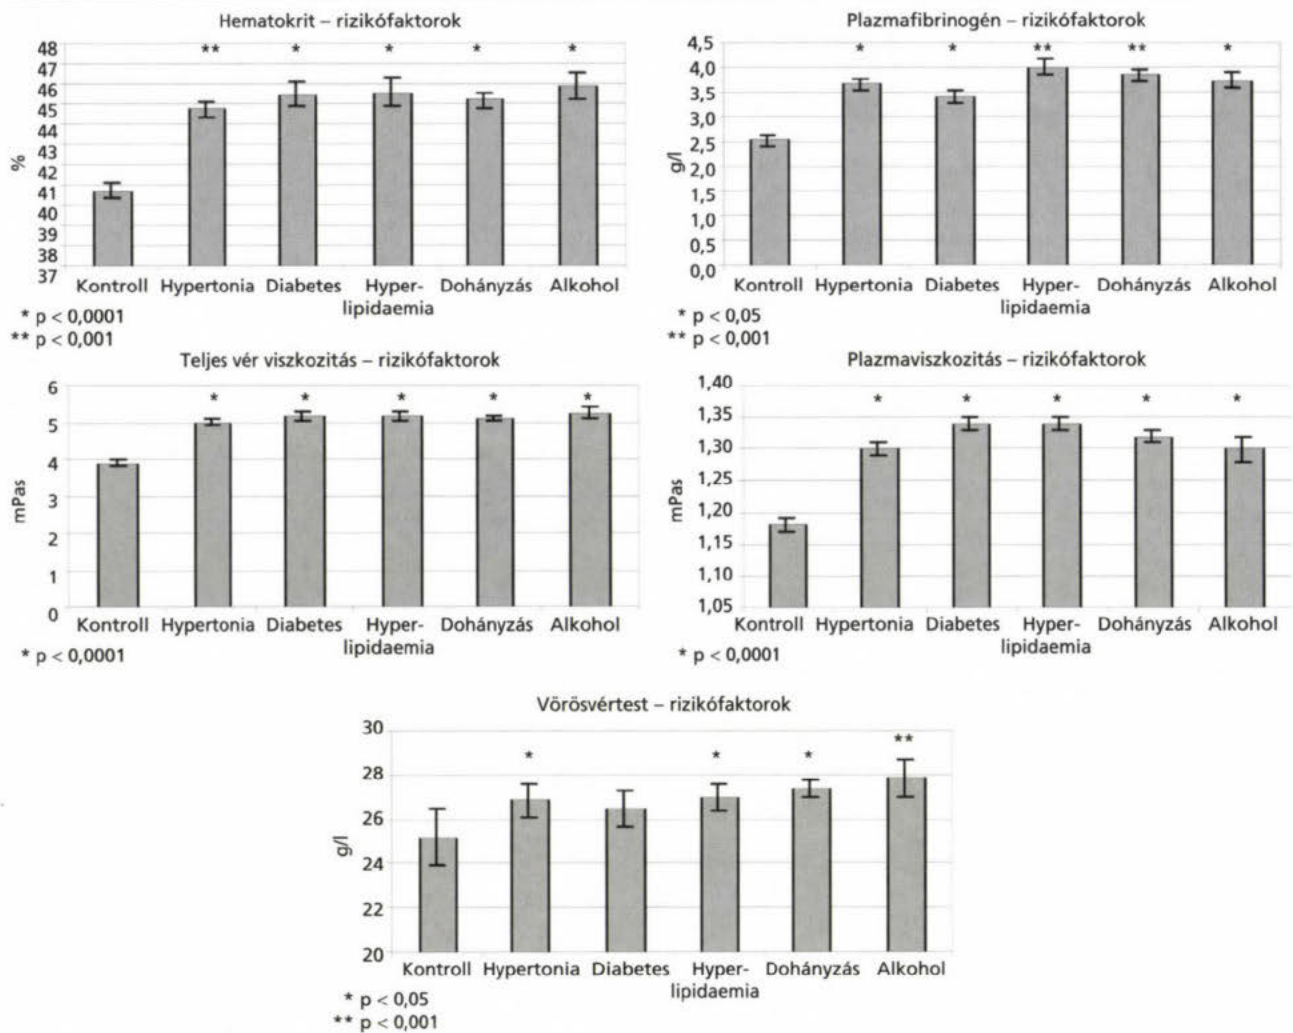 Hematokrit – rizikófaktorok
** * * * *
48
47
46
45
44
43
42
41
40
39
38
37
%
Kontroll Hypertonia Diabetes Hyper- Dohányzás Alkohol
lipidaemia
* p < 0,0001
** p < 0,001
Plazmafibrinogén – rizikófaktorok
* * ** ** *
4,5
4,0
3,5
3,0
2,5
2,0
1,5
1,0
0,5
0,0
g/l
Kontroll Hypertonia Diabetes Hyper- Dohányzás Alkohol
lipidaemia
* p < 0,05
** p < 0,001
Teljes vér viszkozitás – rizikófaktorok
* * * * *
6
5
4
3
2
1
0
mPas
Kontroll Hypertonia Diabetes Hyper- Dohányzás Alkohol
lipidaemia
* p < 0,0001
Plazmaviszkozitás – rizikófaktorok
* * * * *
1,40
1,35
1,30
1,25
1,20
1,15
1,10
1,05
mPas
Kontroll Hypertonia Diabetes Hyper- Dohányzás Alkohol
lipidaemia
* p < 0,0001
Vörösvértest – rizikófaktorok
* * * **
30
28
26
24
22
20
g/l
Kontroll Hypertonia Diabetes Hyper- Dohányzás Alkohol
lipidaemia
* p < 0,05
** p < 0,001